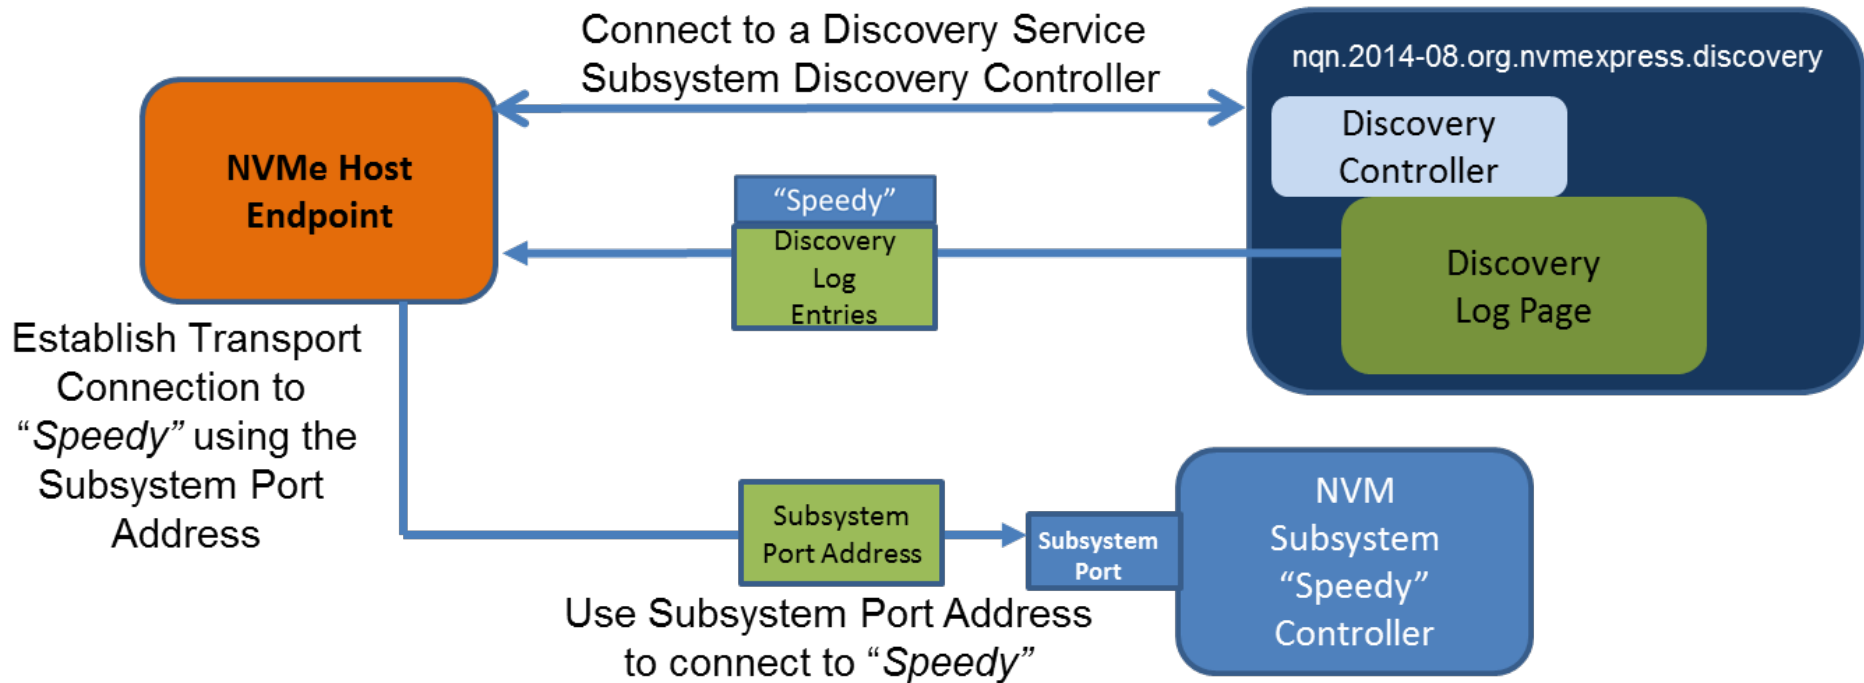 Connect to a Discovery Service
Subsystem Discovery Controller
nqn.2014-08.org.nvmexpress.discovery
Discovery
Controller
NVMe Host
Endpoint
“Speedy”
Discovery
Log
Entries
Discovery
Log Page
Establish Transport
Connection to
“Speedy” using the
Subsystem Port
Address
Subsystem
Port Address
Subsystem
Port
NVM
Subsystem
“Speedy”
Controller
Use Subsystem Port Address
to connect to “Speedy”